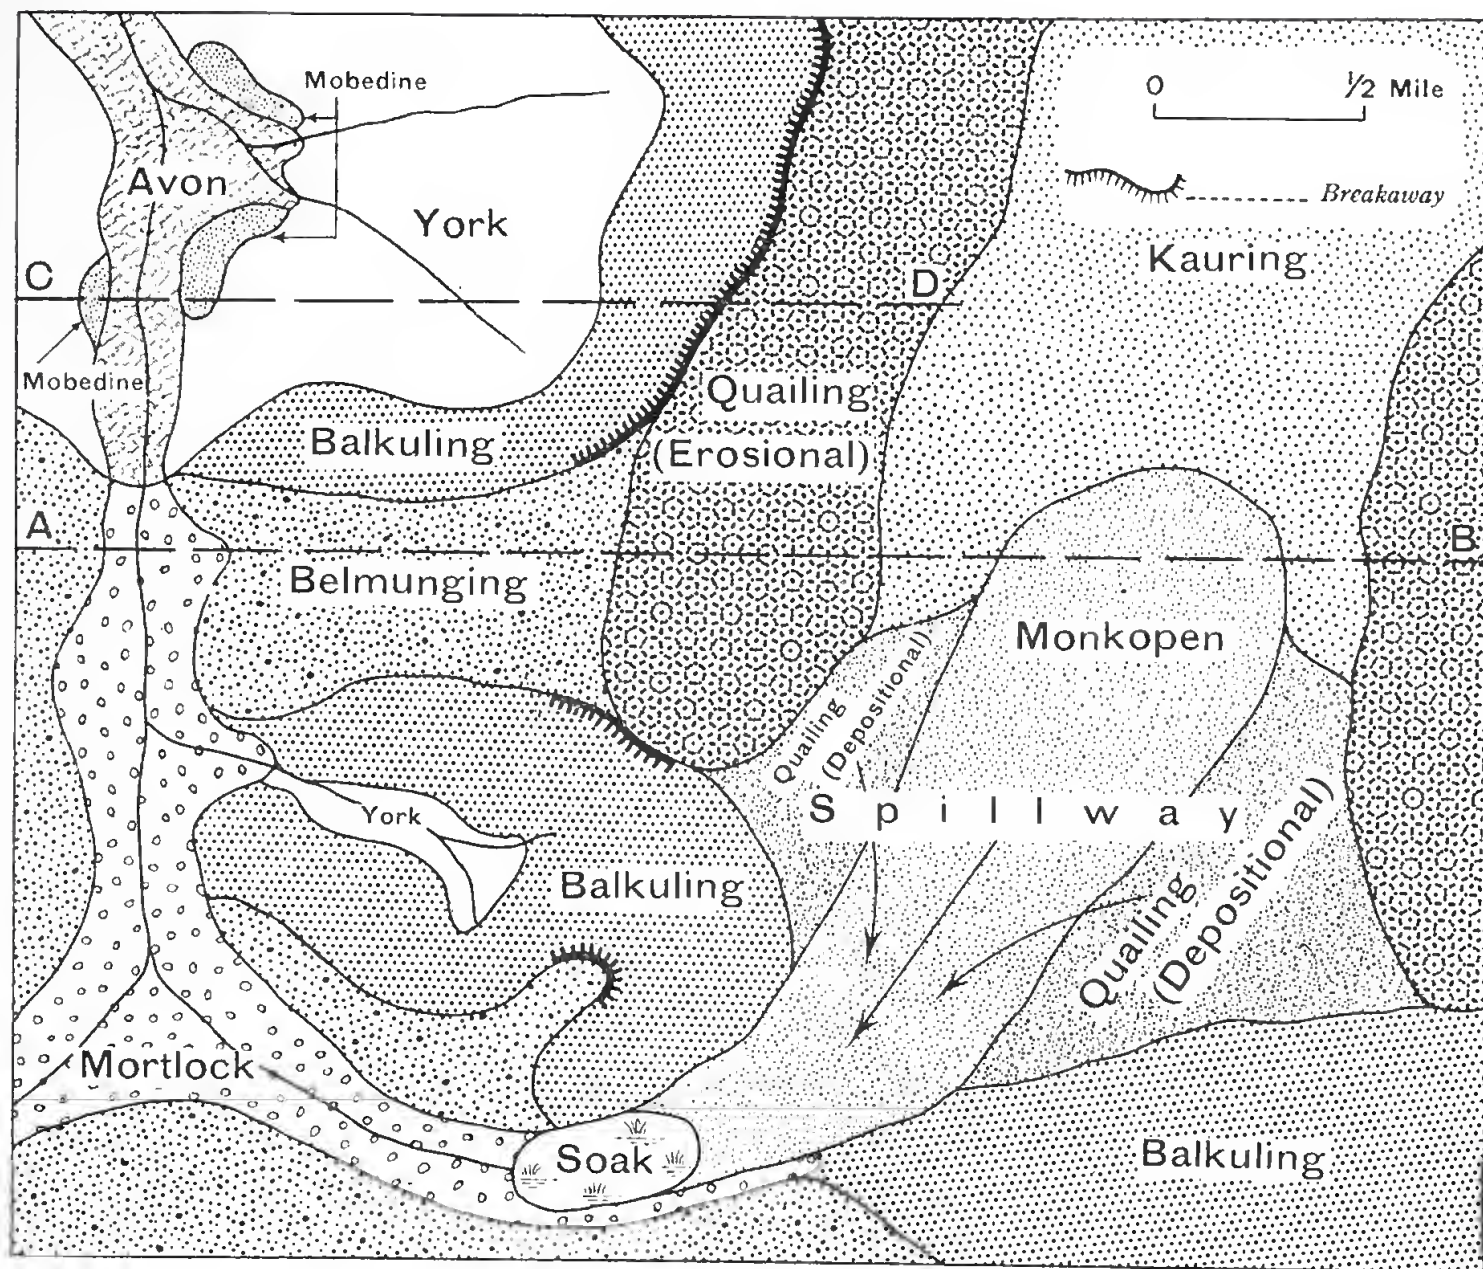 0 ½ Mile
Breakaway
Mobedine
Avon
York
Kauring
C
D
Mobedine
Quailing
(Erosional)
Balkuling
A
B
Belmunging
Monkopen
Quailing
(Depositional)
Spillway
York
Balkuling
Quailing
(Depositional)
Mortlock
Soak
Balkuling